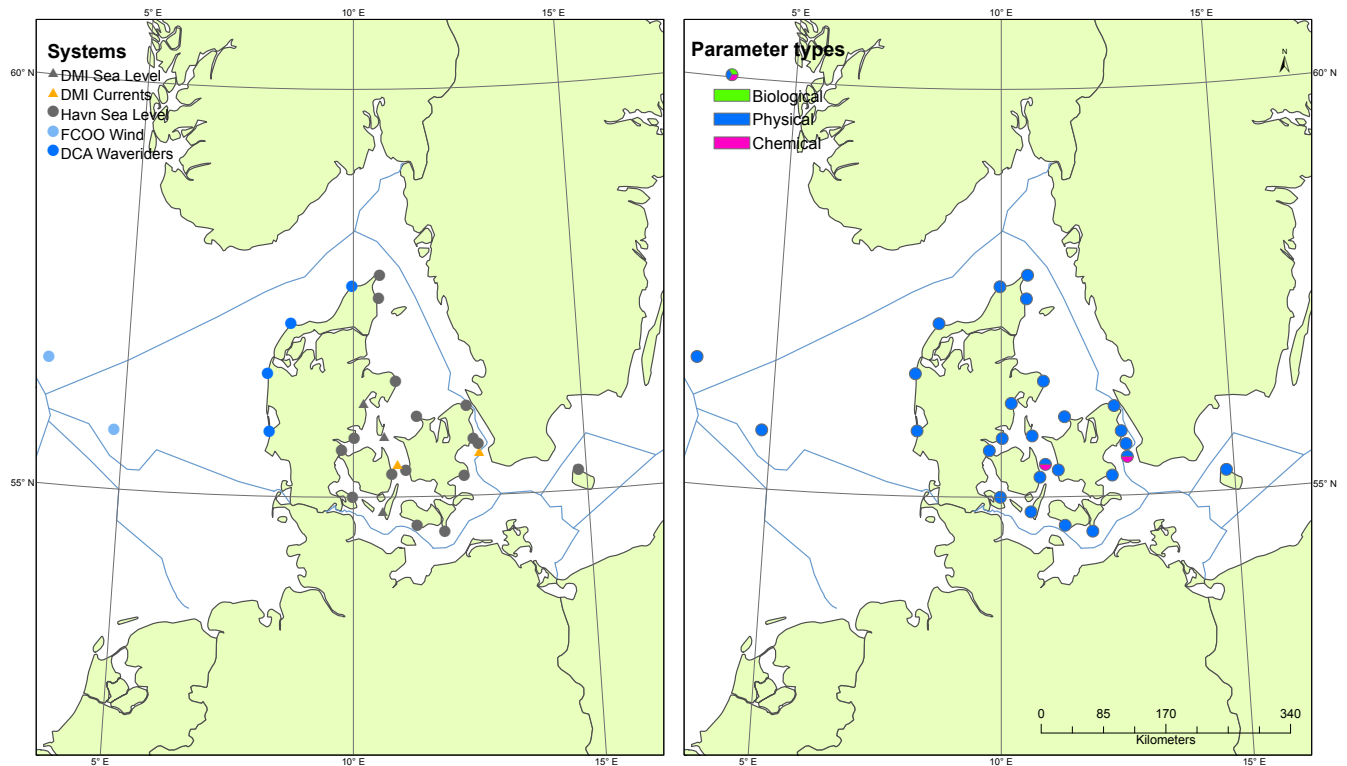 5° E 10° E 15° E 5° E 10° E 15° E
Systems
DMI Sea Level
DMI Currents
Havn Sea Level
FCOO Wind
DCA Waveriders
60° N
55° N
Parameter types
Biological
Physical
Chemical
N
60° N
55° N
0 85 170 340
Kilometers
5° E 10° E 15° E 5° E 10° E 15° E